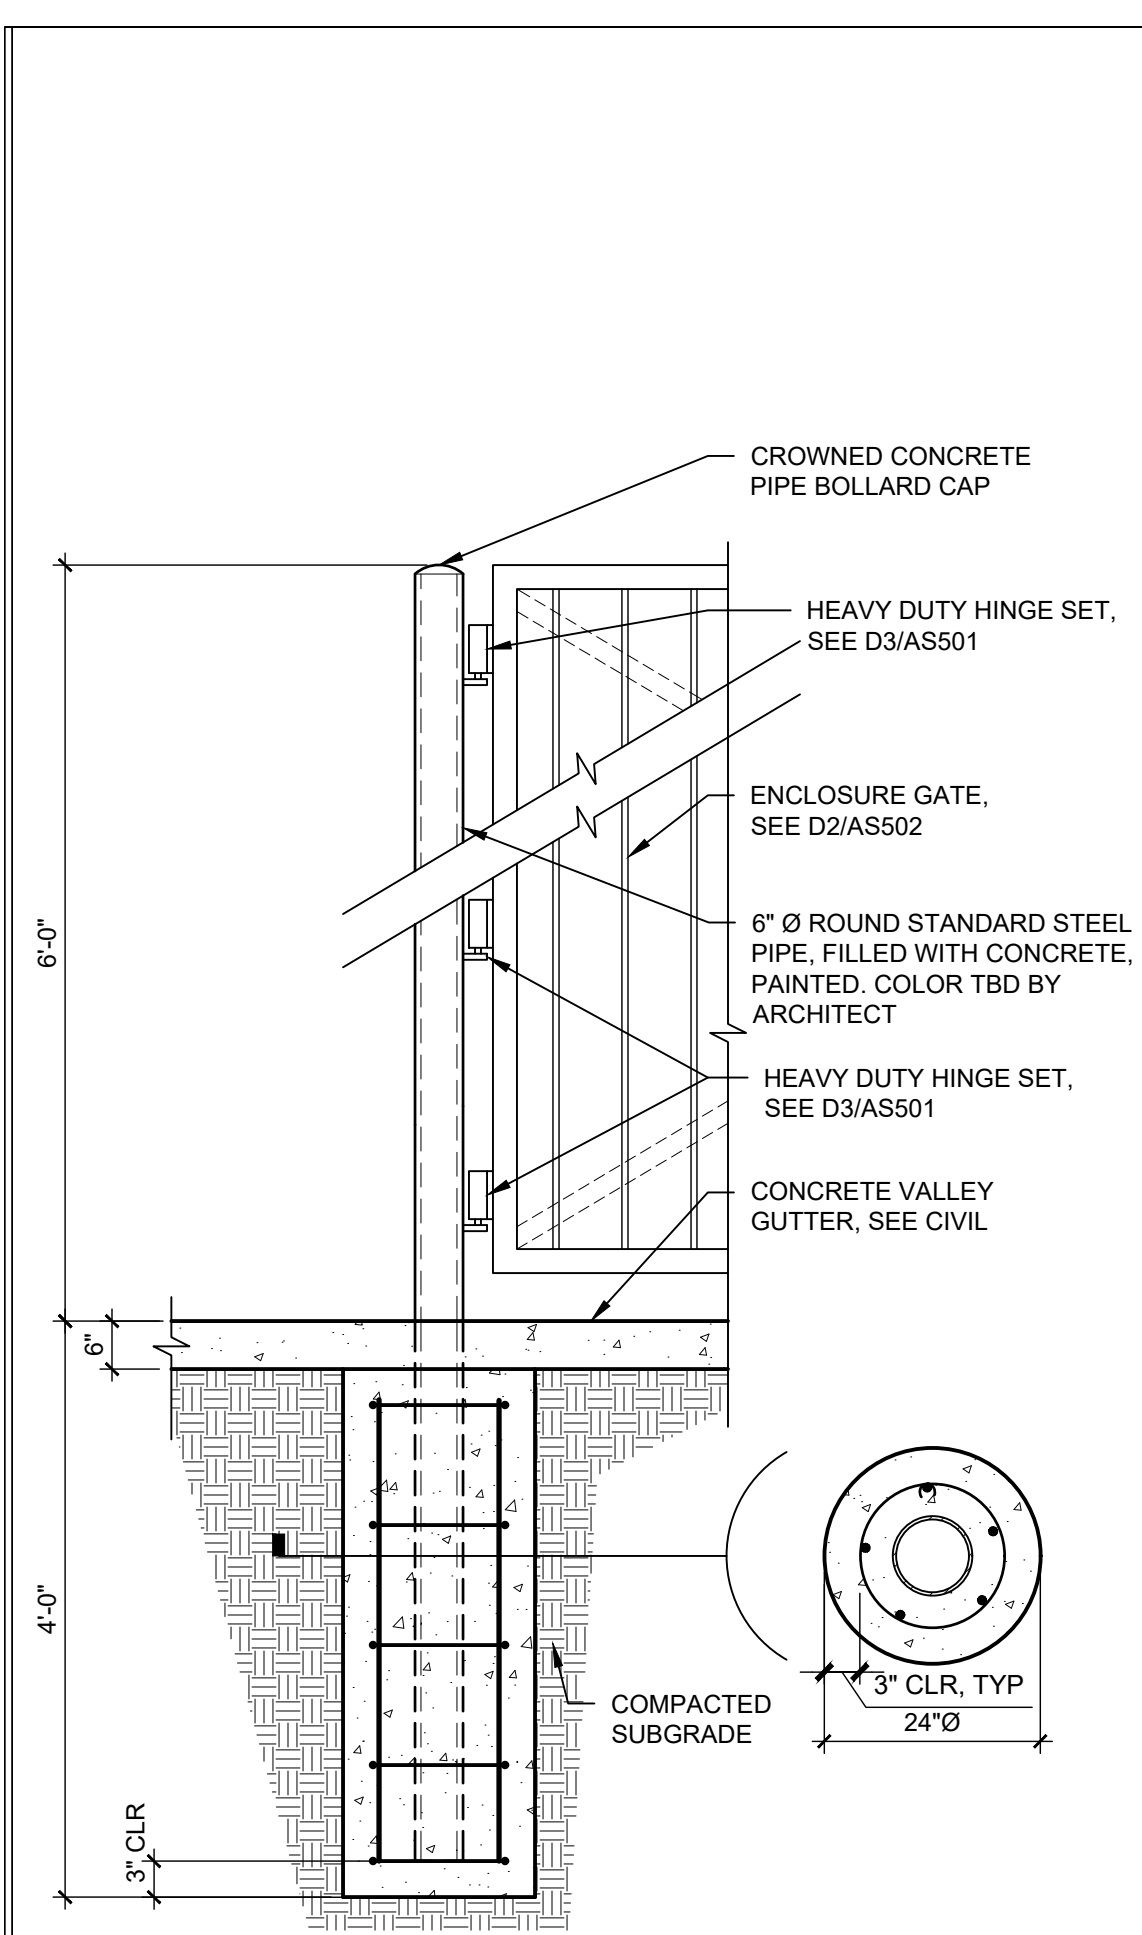 CROWNED CONCRETE
PIPE BOLLARD CAP
HEAVY DUTY HINGE SET,
SEE D3/AS501
ENCLOSURE GATE,
SEE D2/AS502
6" Ø ROUND STANDARD STEEL
PIPE, FILLED WITH CONCRETE,
PAINTED. COLOR TBD BY
ARCHITECT
6'-0"
HEAVY DUTY HINGE SET,
SEE D3/AS501
CONCRETE VALLEY
GUTTER, SEE CIVIL
6"
4'-0"
COMPACTED
SUBGRADE
3" CLR, TYP
24"Ø
3" CLR